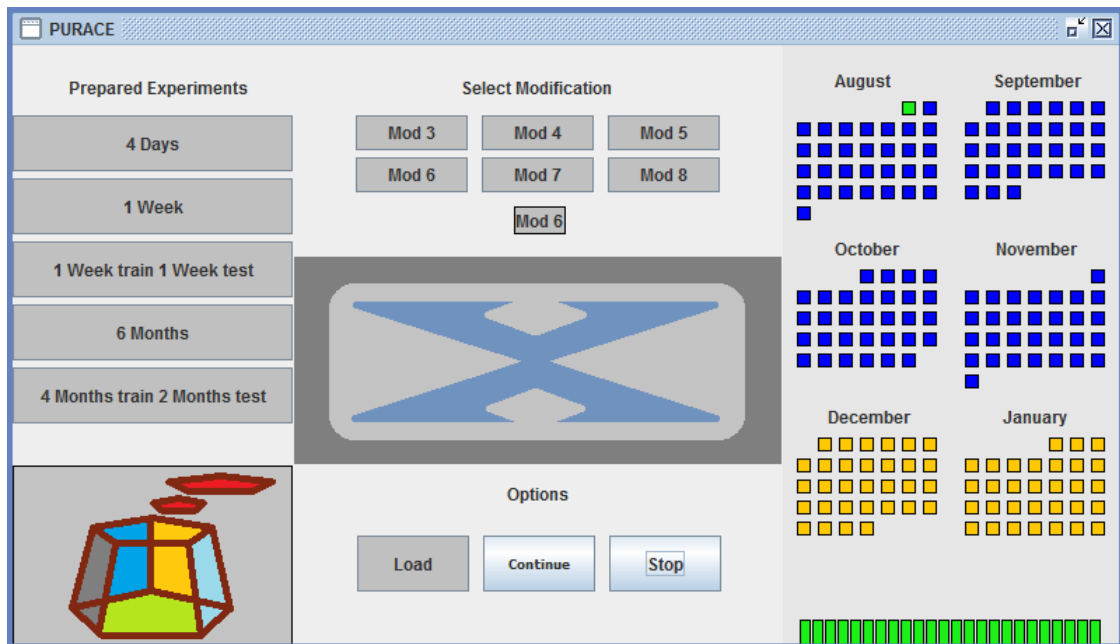 PURACE
Prepared Experiments
4 Days
1 Week
1 Week train 1 Week test
6 Months
4 Months train 2 Months test
Select Modification
Mod 3 Mod 4 Mod 5
Mod 6 Mod 7 Mod 8
Mod 6
Options
Load Continue Stop
August September
October November
December January